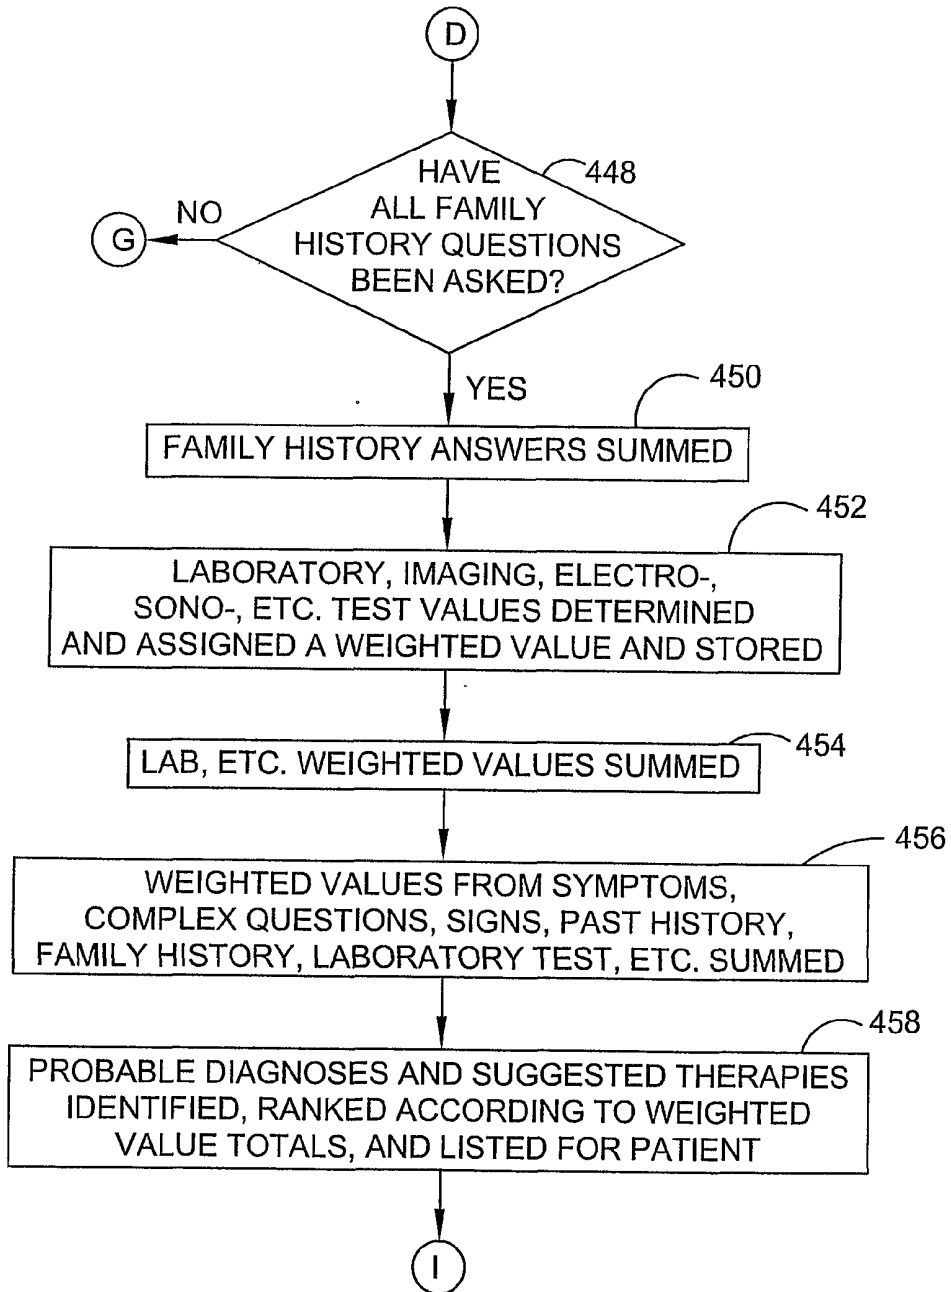 D
448
HAVE
ALL FAMILY
HISTORY QUESTIONS
BEEN ASKED?
NO
G
YES
450
FAMILY HISTORY ANSWERS SUMMED
452
LABORATORY, IMAGING, ELECTRO-,
SONO-, ETC. TEST VALUES DETERMINED
AND ASSIGNED A WEIGHTED VALUE AND STORED
454
LAB, ETC. WEIGHTED VALUES SUMMED
456
WEIGHTED VALUES FROM SYMPTOMS,
COMPLEX QUESTIONS, SIGNS, PAST HISTORY,
FAMILY HISTORY, LABORATORY TEST, ETC. SUMMED
458
PROBABLE DIAGNOSES AND SUGGESTED THERAPIES
IDENTIFIED, RANKED ACCORDING TO WEIGHTED
VALUE TOTALS, AND LISTED FOR PATIENT
I